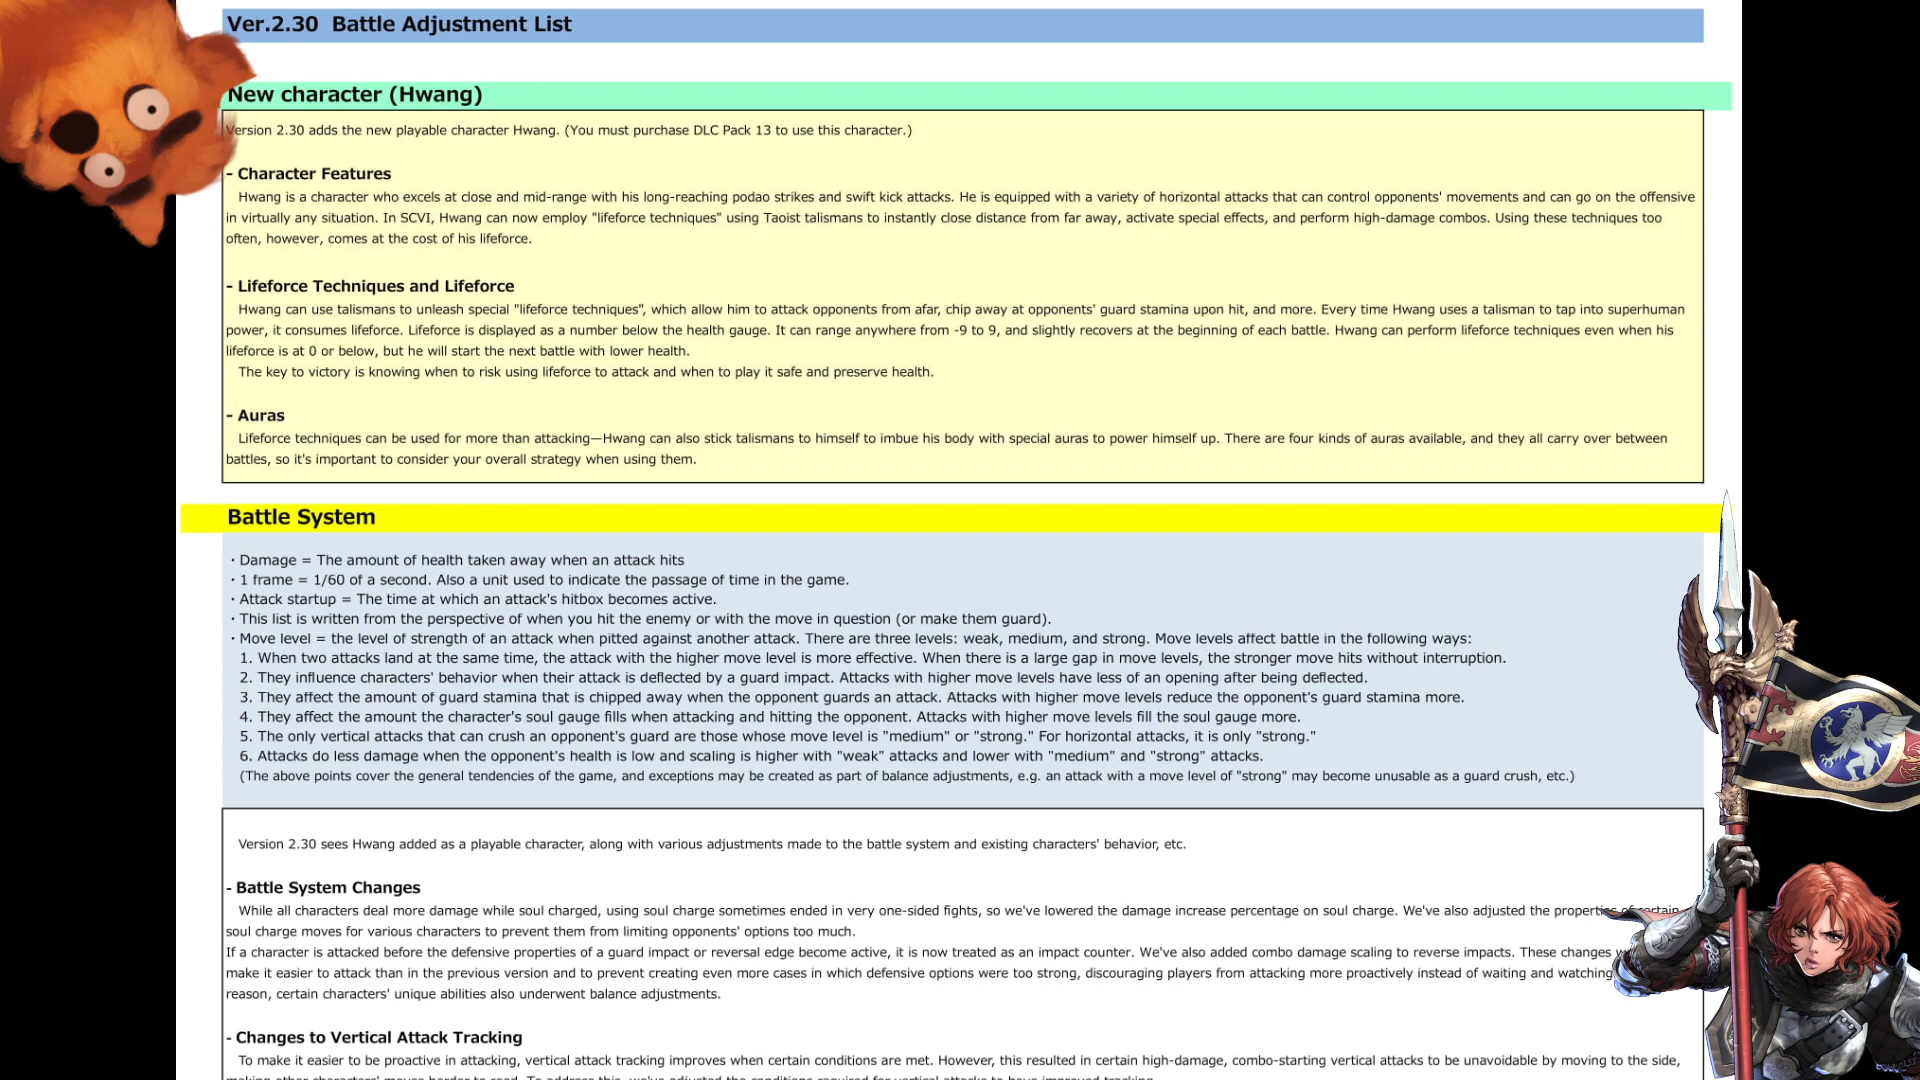 Ver.2.30 Battle Adjustment List
New character (Hwang)
Version 2.30 adds the new playable character Hwang. (You must purchase DLC Pack 13 to use this character.)
- Character Features
Hwang is a character who excels at close and mid-range with his long-reaching podao strikes and swift kick attacks. He is equipped with a variety of horizontal attacks that can control opponents' movements and can go on the offensive
in virtually any situation. In SCVI, Hwang can now employ "lifeforce techniques" using Taoist talismans to instantly close distance from far away, activate special effects, and perform high-damage combos. Using these techniques too
often, however, comes at the cost of his lifeforce.
- Lifeforce Techniques and Lifeforce
Hwang can use talismans to unleash special "lifeforce techniques", which allow him to attack opponents from afar, chip away at opponents' guard stamina upon hit, and more. Every time Hwang uses a talisman to tap into superhuman
power, it consumes lifeforce. Lifeforce is displayed as a number below the health gauge. It can range anywhere from -9 to 9, and slightly recovers at the beginning of each battle. Hwang can perform lifeforce techniques even when his
lifeforce is at 0 or below, but he will start the next battle with lower health.
The key to victory is knowing when to risk using lifeforce to attack and when to play it safe and preserve health.
- Auras
Lifeforce techniques can be used for more than attacking—Hwang can also stick talismans to himself to imbue his body with special auras to power himself up. There are four kinds of auras available, and they all carry over between
battles, so it's important to consider your overall strategy when using them.
Battle System
・Damage = The amount of health taken away when an attack hits
・1 frame = 1/60 of a second. Also a unit used to indicate the passage of time in the game.
・Attack startup = The time at which an attack's hitbox becomes active.
・This list is written from the perspective of when you hit the enemy or with the move in question (or make them guard).
・Move level = the level of strength of an attack when pitted against another attack. There are three levels: weak, medium, and strong. Move levels affect battle in the following ways:
1. When two attacks land at the same time, the attack with the higher move level is more effective. When there is a large gap in move levels, the stronger move hits without interruption.
2. They influence characters' behavior when their attack is deflected by a guard impact. Attacks with higher move levels have less of an opening after being deflected.
3. They affect the amount of guard stamina that is chipped away when the opponent guards an attack. Attacks with higher move levels reduce the opponent's guard stamina more.
4. They affect the amount the character's soul gauge fills when attacking and hitting the opponent. Attacks with higher move levels fill the soul gauge more.
5. The only vertical attacks that can crush an opponent's guard are those whose move level is "medium" or "strong." For horizontal attacks, it is only "strong."
6. Attacks do less damage when the opponent's health is low and scaling is higher with "weak" attacks and lower with "medium" and "strong" attacks.
(The above points cover the general tendencies of the game, and exceptions may be created as part of balance adjustments, e.g. an attack with a move level of "strong" may become unusable as a guard crush, etc.)
Version 2.30 sees Hwang added as a playable character, along with various adjustments made to the battle system and existing characters' behavior, etc.
- Battle System Changes
While all characters deal more damage while soul charged, using soul charge sometimes ended in very one-sided fights, so we've lowered the damage increase percentage on soul charge. We've also adjusted the properties of certain
soul charge moves for various characters to prevent them from limiting opponents' options too much.
If a character is attacked before the defensive properties of a guard impact or reversal edge become active, it is now treated as an impact counter. We've also added combo damage scaling to reverse impacts. These changes
make it easier to attack than in the previous version and to prevent creating even more cases in which defensive options were too strong, discouraging players from attacking more proactively instead of waiting and watching
reason, certain characters' unique abilities also underwent balance adjustments.
- Changes to Vertical Attack Tracking
To make it easier to be proactive in attacking, vertical attack tracking improves when certain conditions are met. However, this resulted in certain high-damage, combo-starting vertical attacks to be unavoidable by moving to the side,
making other characters' moves harder to read. To address this, we've adjusted the conditions required for vertical attacks to have improved tracking.